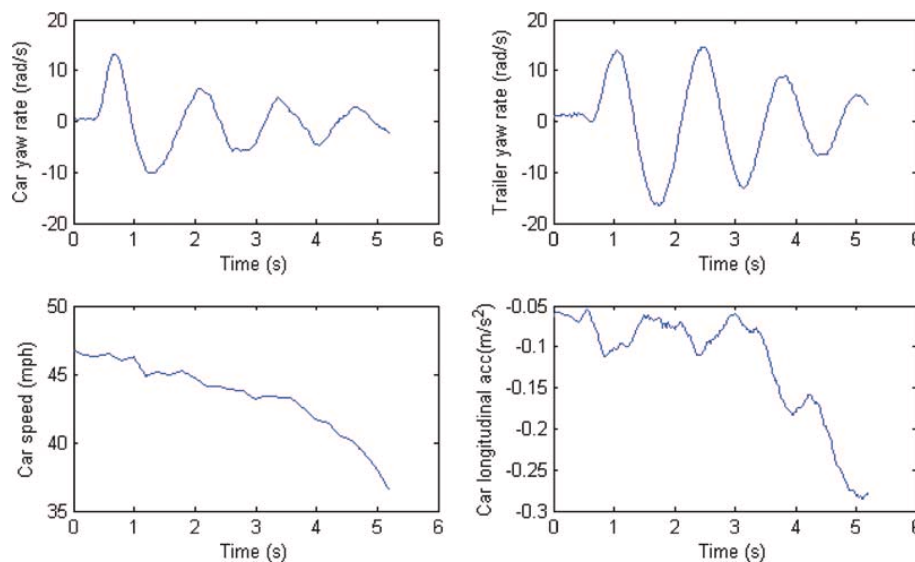 Car yaw rate (rad/s)
20
10
0
-10
-20
0 1 2 3 4 5 6
Time (s)
Trailer yaw rate (rad/s)
20
10
0
-10
-20
0 1 2 3 4 5 6
Time (s)
Car speed (mph)
50
45
40
35
0 1 2 3 4 5 6
Time (s)
Car longitudinal acc(m/s²)
-0.05
-0.1
-0.15
-0.2
-0.25
-0.3
0 1 2 3 4 5 6
Time (s)